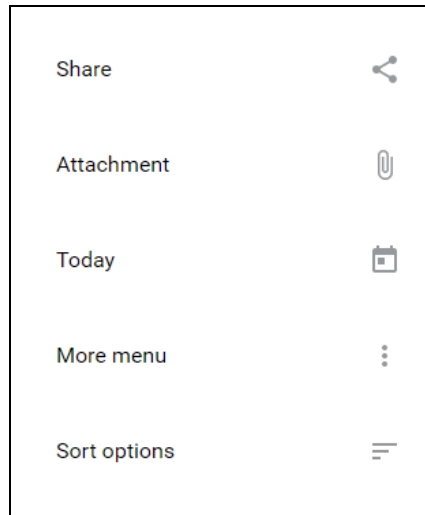 Share
Attachment
Today
More menu
Sort options